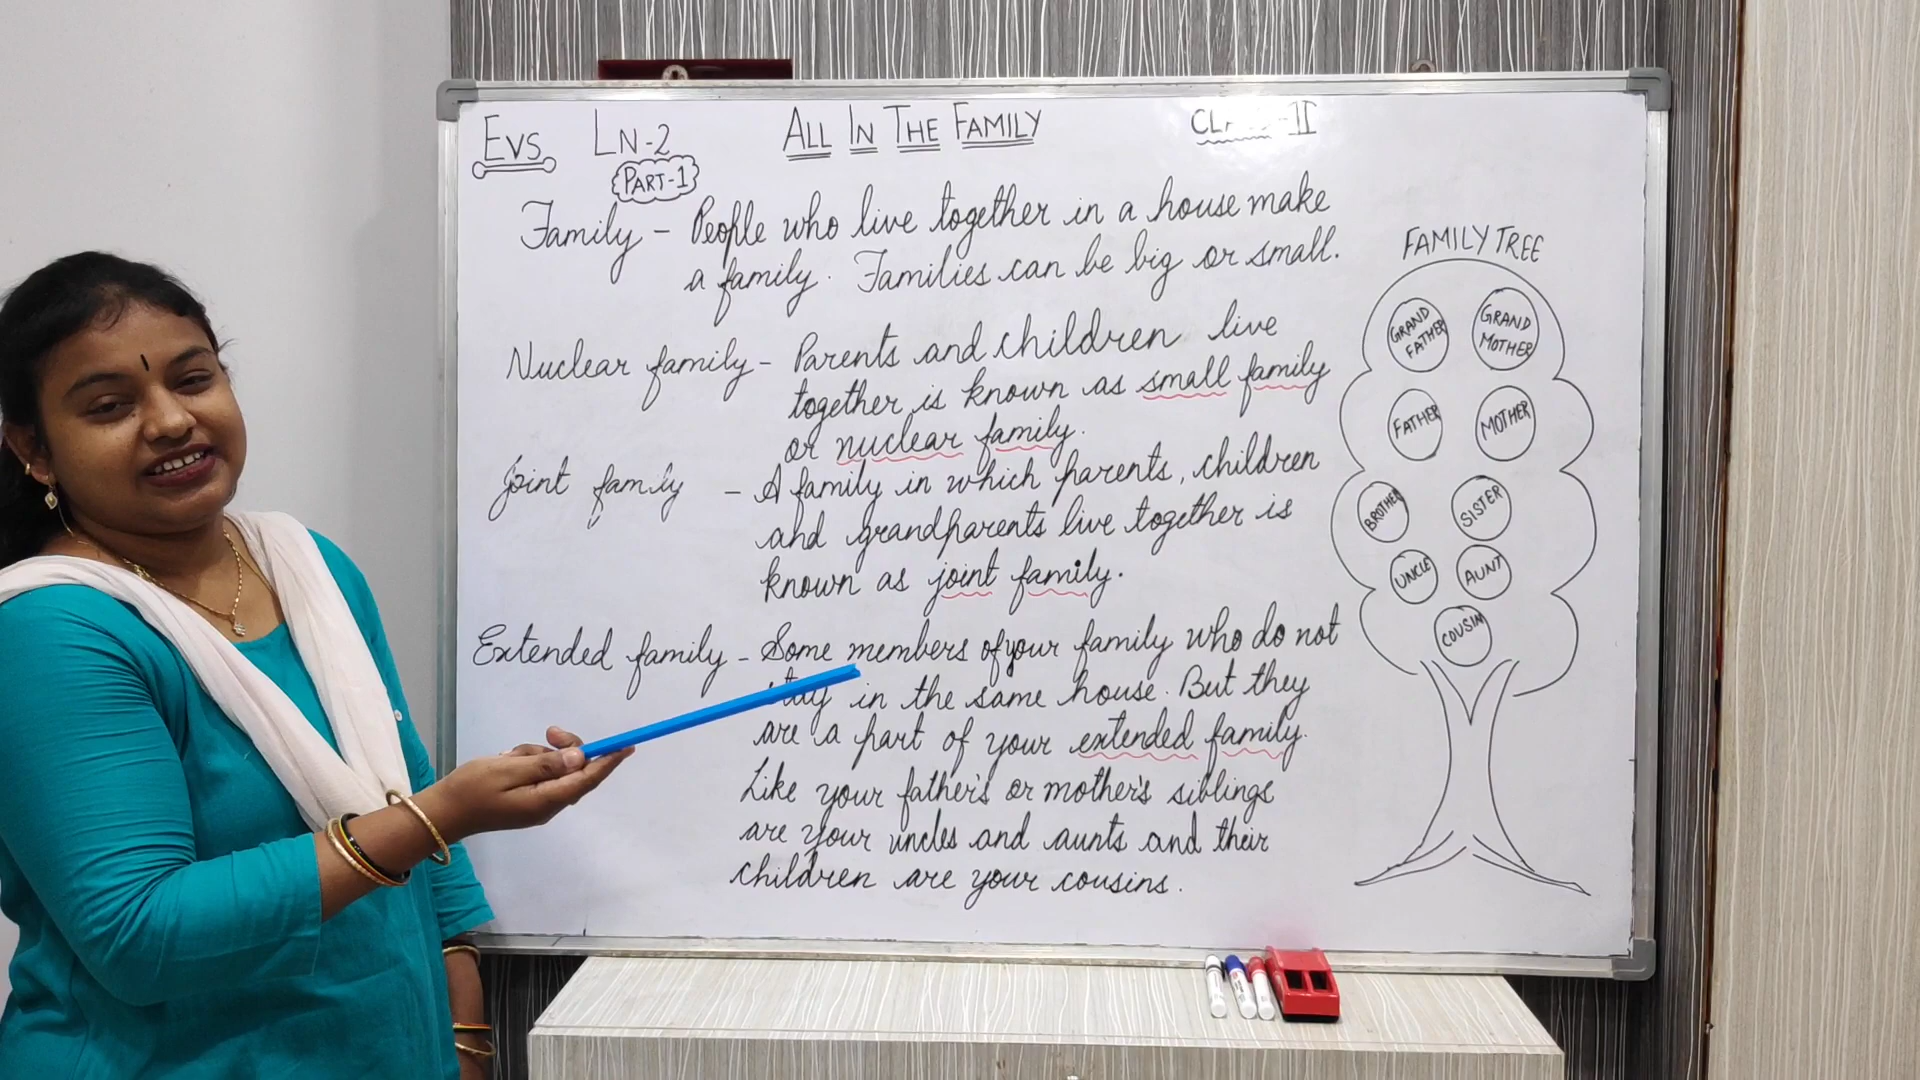 EVS LN-2 ALL IN THE FAMILY
PART-1
Family - People who live together in a house make
a family. Families can be big or small.
Nuclear family - Parents and children live
together is known as small family
or nuclear family.
Joint family - A family in which parents, children
and grandparents live together is
known as joint family.
Extended family - Some members of your family who do not
in the same house. But they
are a part of your extended family.
Like your father's or mother's siblings
are your uncles and aunts and their
children are your cousins.
FAMILY TREE
GRAND FATHER
GRAND MOTHER
FATHER
MOTHER
BROTHER
SISTER
UNCLE
AUNT
COUSIN